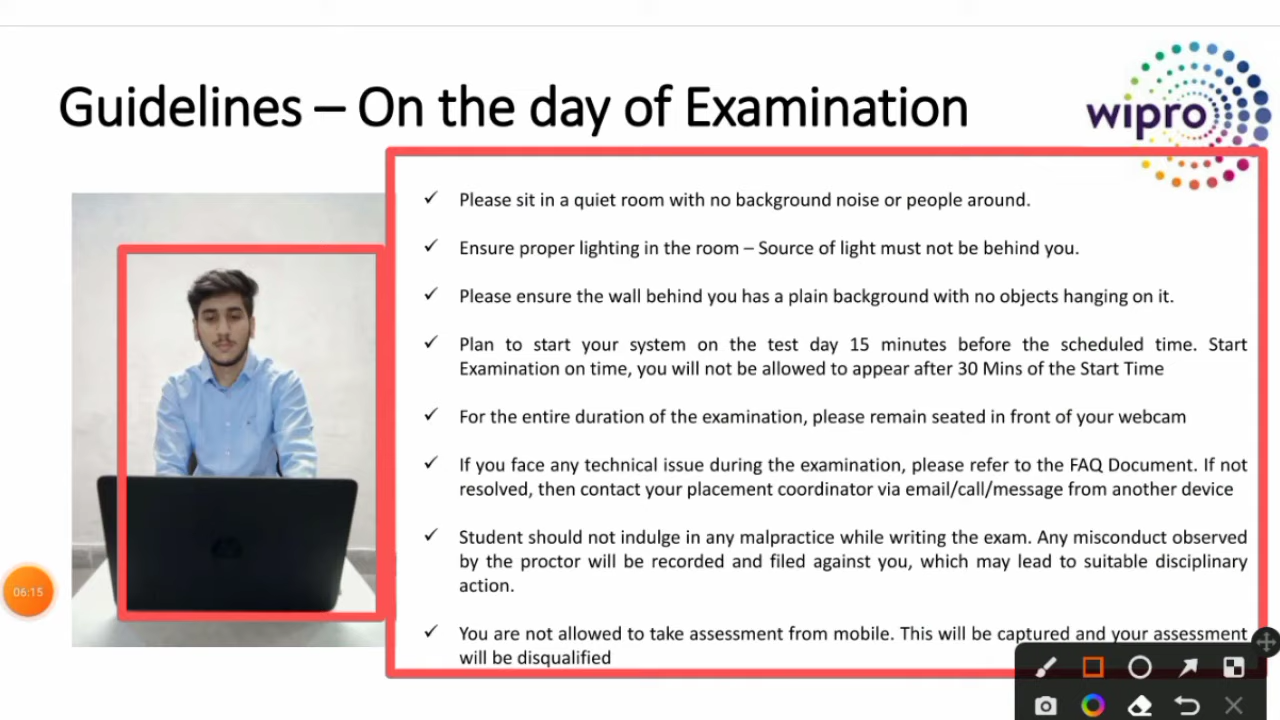 Guidelines – On the day of Examination
wipro
✓ Please sit in a quiet room with no background noise or people around.
✓ Ensure proper lighting in the room – Source of light must not be behind you.
✓ Please ensure the wall behind you has a plain background with no objects hanging on it.
✓ Plan to start your system on the test day 15 minutes before the scheduled time. Start
Examination on time, you will not be allowed to appear after 30 Mins of the Start Time
✓ For the entire duration of the examination, please remain seated in front of your webcam
✓ If you face any technical issue during the examination, please refer to the FAQ Document. If not
resolved, then contact your placement coordinator via email/call/message from another device
✓ Student should not indulge in any malpractice while writing the exam. Any misconduct observed
by the proctor will be recorded and filed against you, which may lead to suitable disciplinary
action.
✓ You are not allowed to take assessment from mobile. This will be captured and your assessment
will be disqualified
06:15